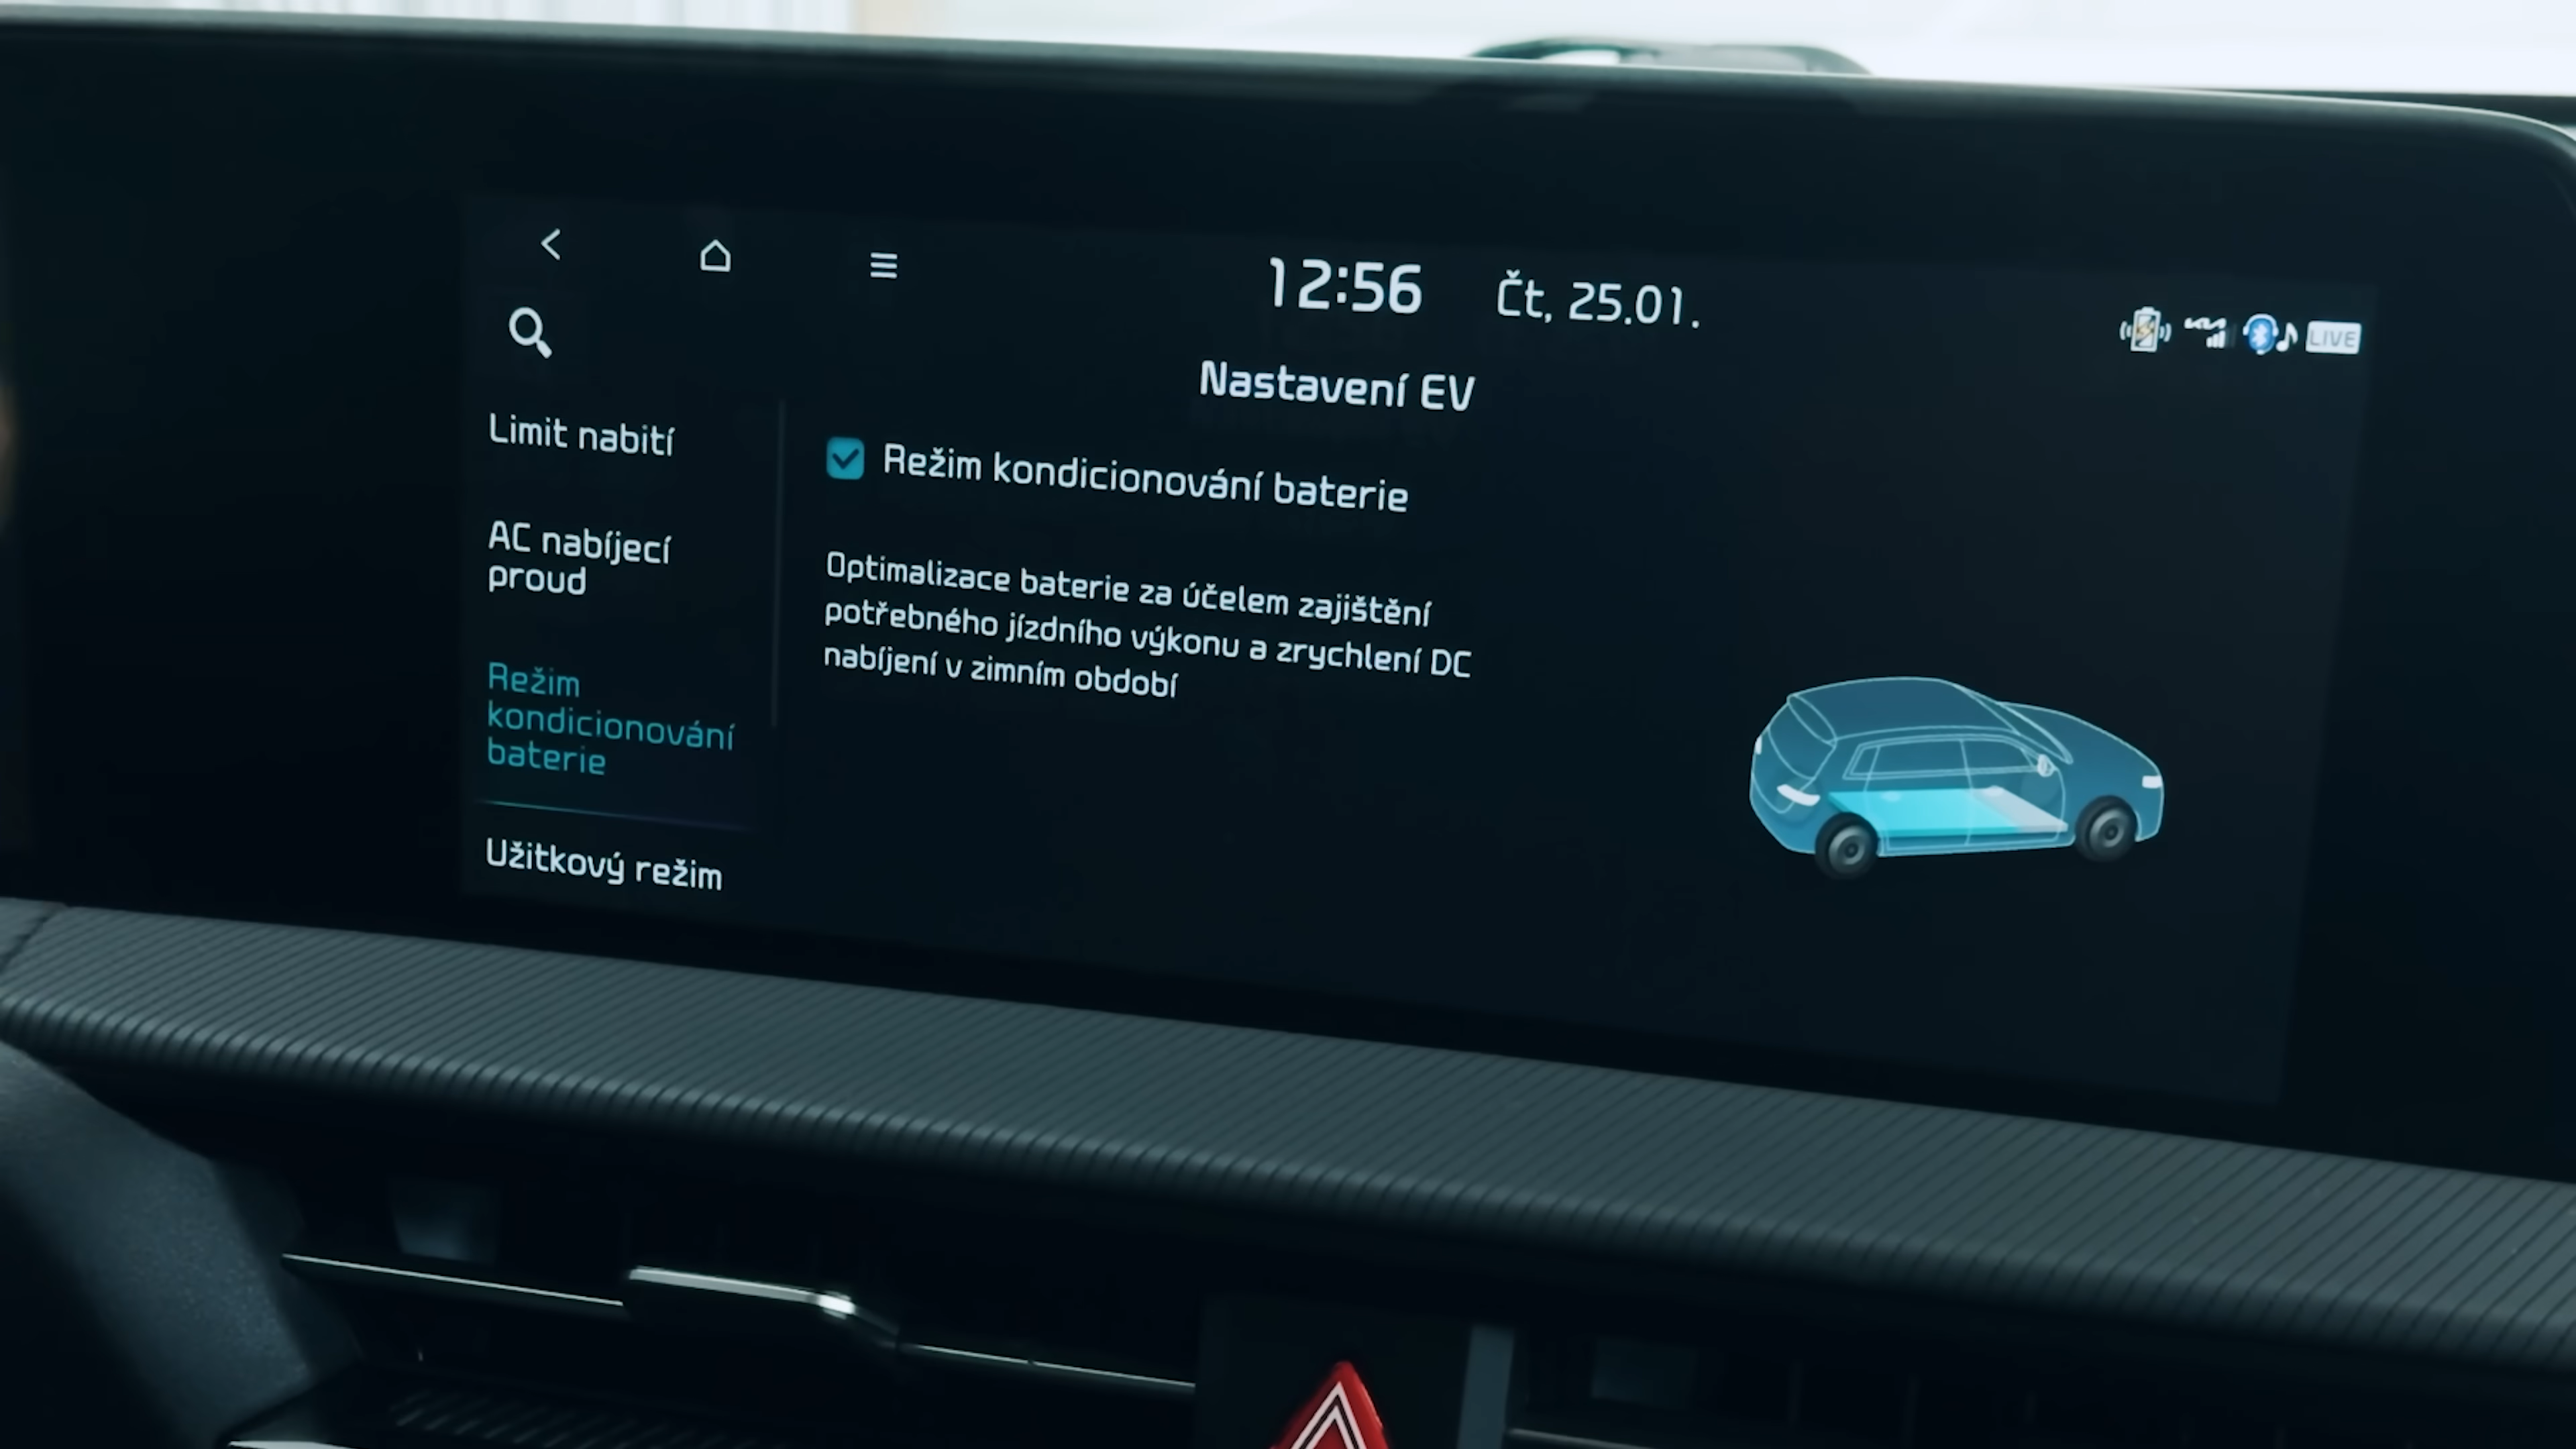 12:56
Čt, 25.01.
LIVE
Nastavení EV
Limit nabití
AC nabíjecí
proud
Režim
kondicionování
baterie
Užitkový režim
Režim kondicionování baterie
Optimalizace baterie za účelem zajištění
potřebného jízdního výkonu a zrychlení DC
nabíjení v zimním období